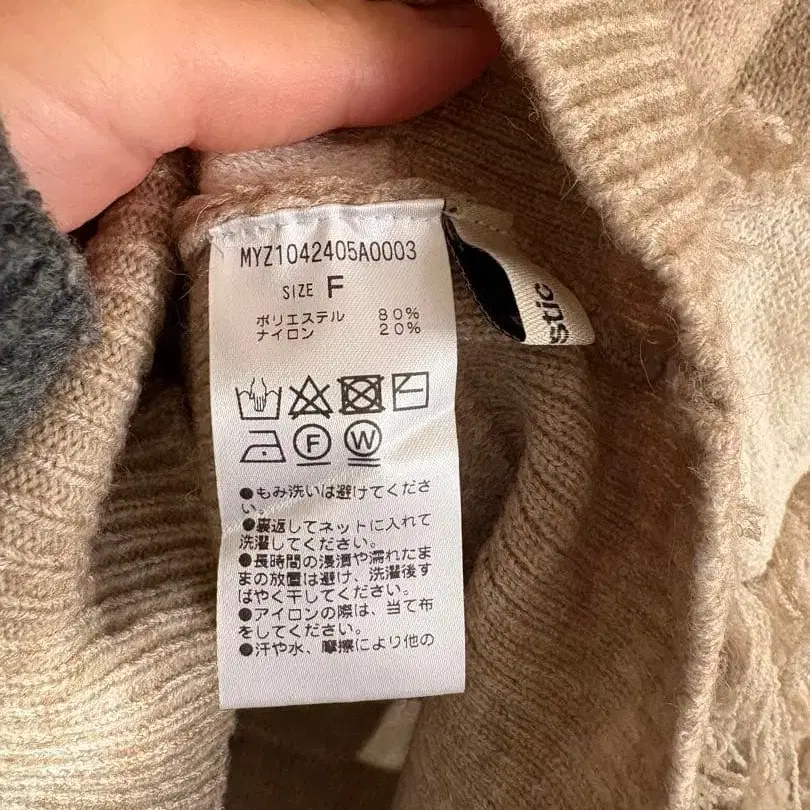 MYZ1042405A0003
SIZE F
ポリエステル 80%
ナイロン 20%
F W
●もみ洗いは避けてくださ
い。
●裏返してネットに入れて
洗濯してください。
●長時間の浸漬や濡れたま
まの放置は避け、洗濯後す
ばやく干してください。
●アイロンの際は、当て布
をしてください。
●汗や水、摩擦により他の
stic